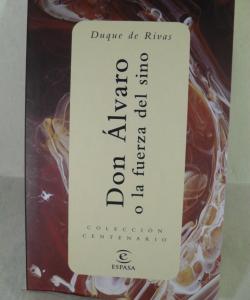 Duque de Rivas
Don Álvaro
o la fuerza del sino
COLECCIÓN
CENTENARIO
e
ESPASA